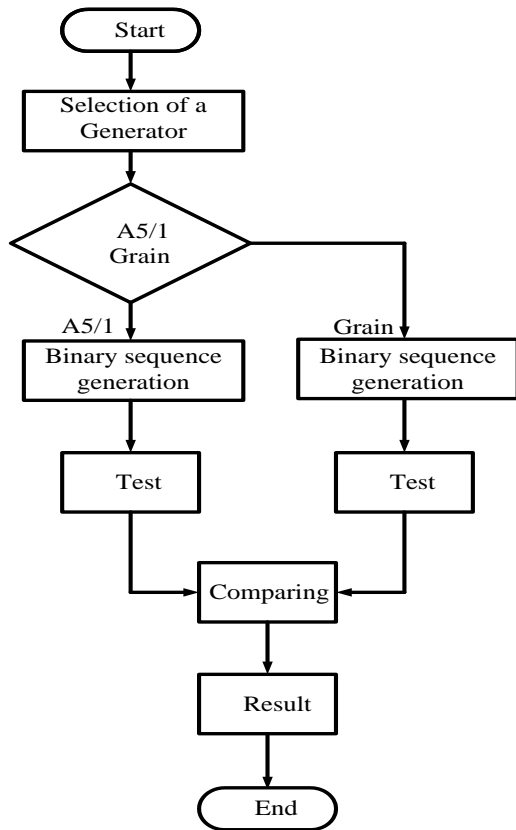 Start
Selection of a
Generator
A5/1
Grain
A5/1
Binary sequence
generation
Grain
Binary sequence
generation
Test
Test
Comparing
Result
End